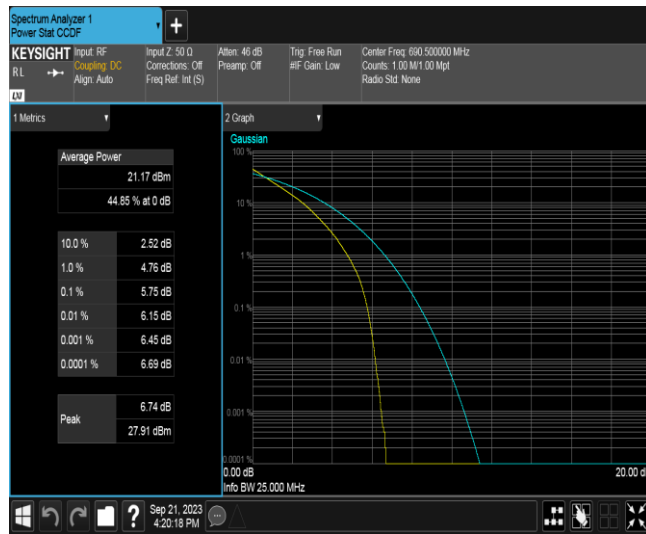 Spectrum Analyzer 1
Power Stat CCDF
+
KEYSIGHT
RL
LXI
Input: RF
Coupling: DC
Align: Auto
Input Z: 50 Ω
Corrections: Off
Freq Ref: Int (S)
Atten: 46 dB
Preamp: Off
Trig: Free Run
#IF Gain: Low
Center Freq: 690.500000 MHz
Counts: 1.00 M/1.00 Mpt
Radio Std: None
1 Metrics
Average Power
21.17 dBm
44.85 % at 0 dB
10.0 % 2.52 dB
1.0 % 4.76 dB
0.1 % 5.75 dB
0.01 % 6.15 dB
0.001 % 6.45 dB
0.0001 % 6.69 dB
Peak
6.74 dB
27.91 dBm
2 Graph
Gaussian
100 %
10 %
1 %
0.1 %
0.01 %
0.001 %
0.0001 %
0.00 dB 20.00 d
Info BW 25.000 MHz
?
Sep 21, 2023
4:20:18 PM